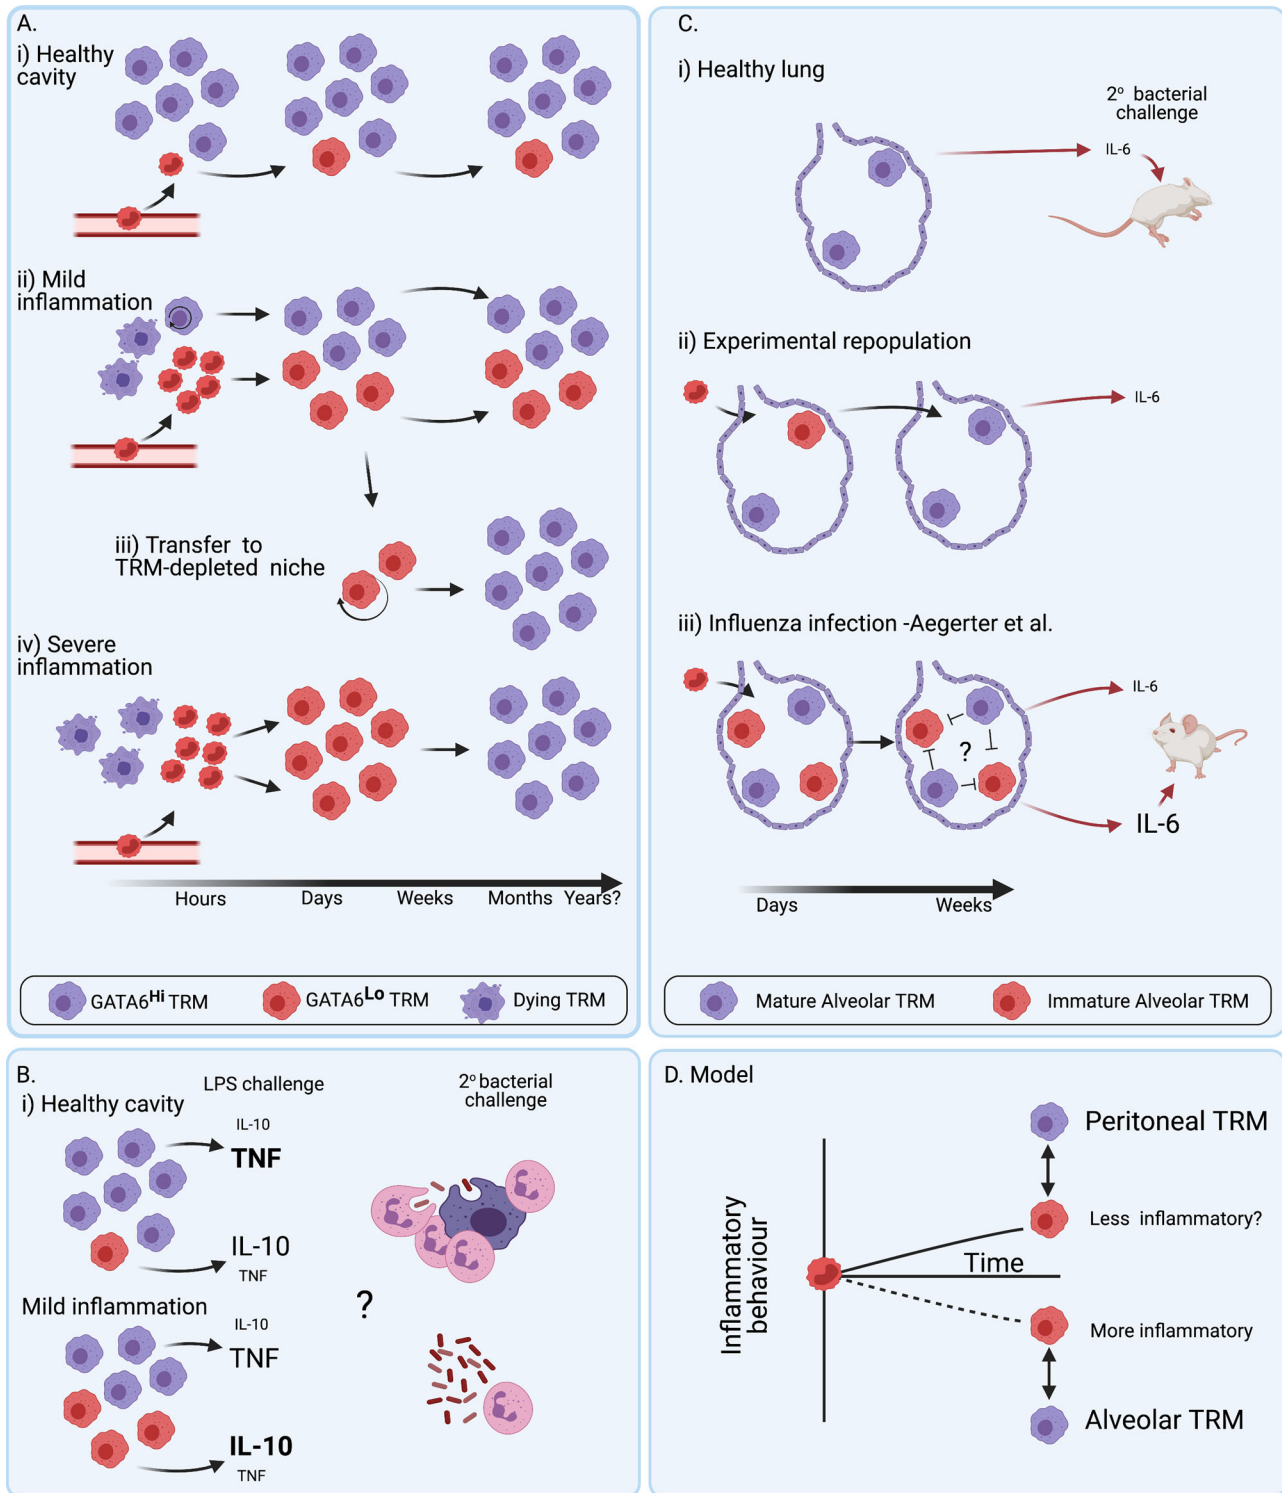 A.
i) Healthy
cavity
ii) Mild
inflammation
iii) Transfer to
TRM-depleted niche
iv) Severe
inflammation
Hours Days Weeks Months Years?
GATA6Hi TRM GATA6Lo TRM Dying TRM
C.
i) Healthy lung
2o bacterial
challenge
IL-6
ii) Experimental repopulation
IL-6
iii) Influenza infection -Aegerter et al.
IL-6
?
IL-6
Days Weeks
Mature Alveolar TRM Immature Alveolar TRM
B.
LPS challenge 2o bacterial
challenge
i) Healthy cavity
IL-10
TNF
IL-10
TNF
?
Mild inflammation
IL-10
TNF
IL-10
TNF
D. Model
Peritoneal TRM
Less inflammatory?
Time
Inflammatory
behaviour
More inflammatory
Alveolar TRM